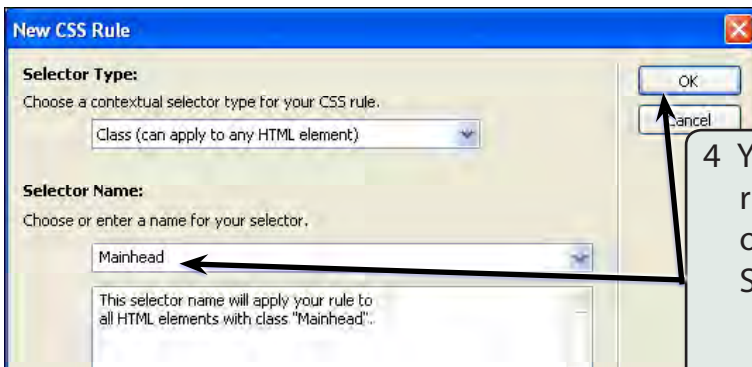 New CSS Rule
Selector Type:
Choose a contextual selector type for your CSS rule.
Class (can apply to any HTML element)
OK
Cancel
Selector Name:
Choose or enter a name for your selector.
Mainhead
This selector name will apply your rule to
all HTML elements with class "Mainhead".
4 Y
r
S